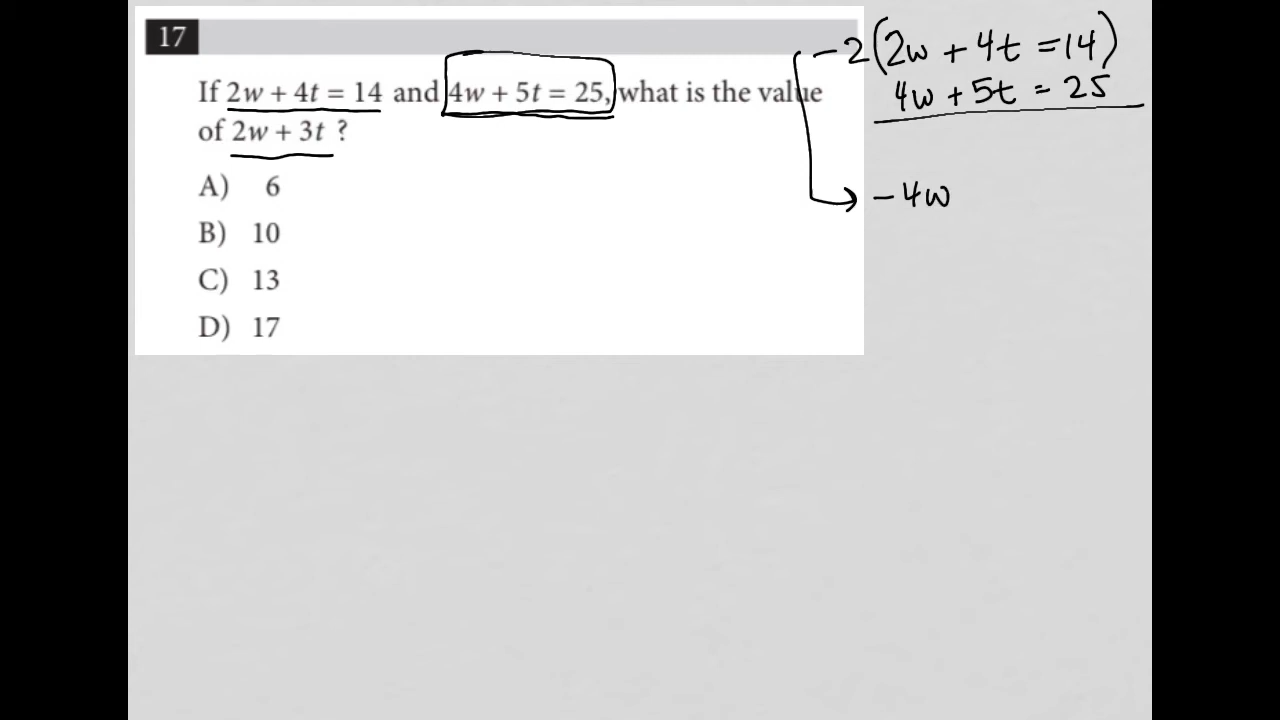 17
If 2w + 4t = 14 and 4w + 5t = 25, what is the value
of 2w + 3t ?
A) 6
B) 10
C) 13
D) 17
-2(2w + 4t = 14)
4w + 5t = 25
-4w